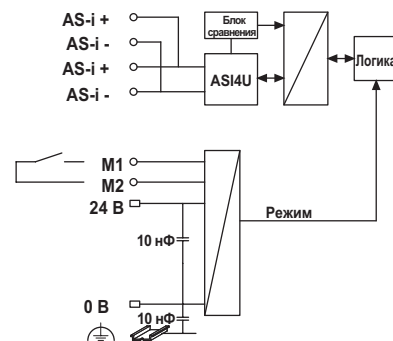 AS-i +
AS-i -
AS-i +
AS-i -
Блок
сравнения
ASI4U
Логика
M1
M2
24 В
Режим
10 нФ
0 В
10 нФ